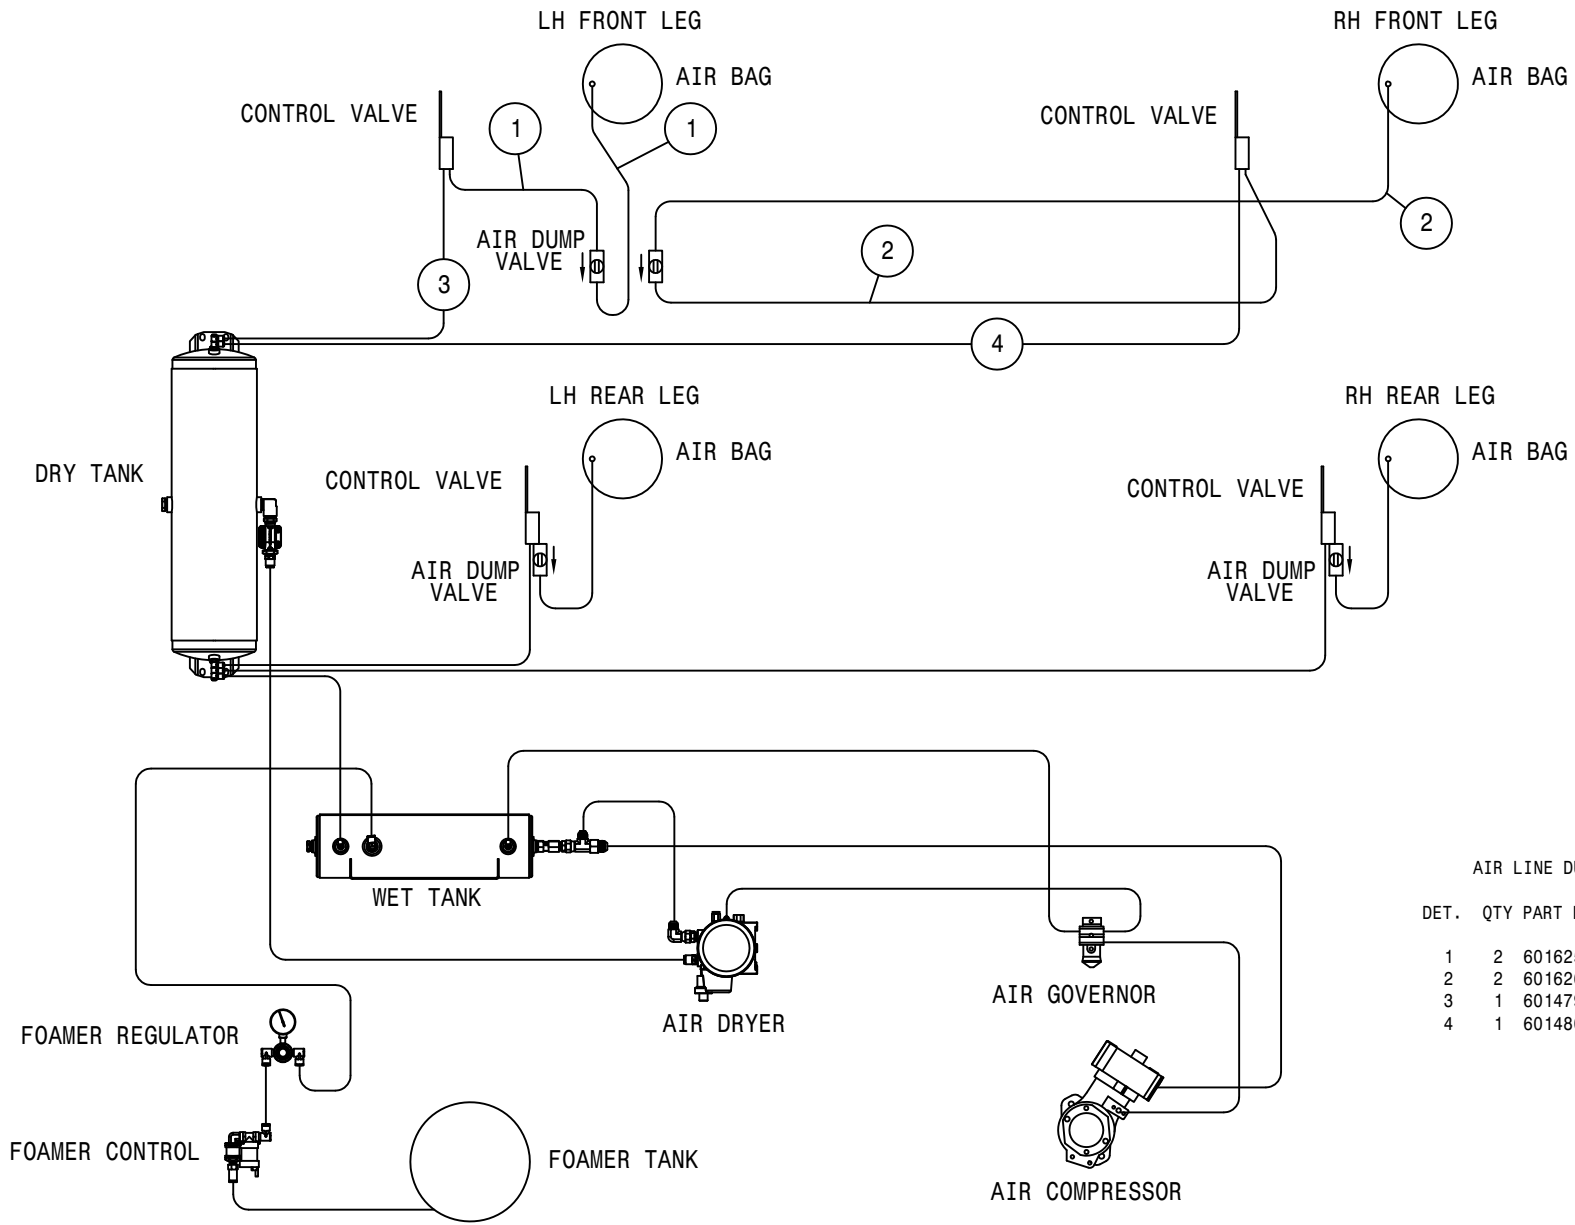 LH FRONT LEG
RH FRONT LEG
AIR BAG
AIR BAG
CONTROL VALVE
1
1
CONTROL VALVE
2
AIR DUMP
VALVE
2
3
4
LH REAR LEG
RH REAR LEG
AIR BAG
AIR BAG
DRY TANK
CONTROL VALVE
CONTROL VALVE
AIR DUMP
VALVE
AIR DUMP
VALVE
WET TANK
AIR LINE
DET. QTY PART
1 2
2 2
3 1
4 1
AIR GOVERNOR
AIR DRYER
FOAMER REGULATOR
FOAMER CONTROL
FOAMER TANK
AIR COMPRESSOR